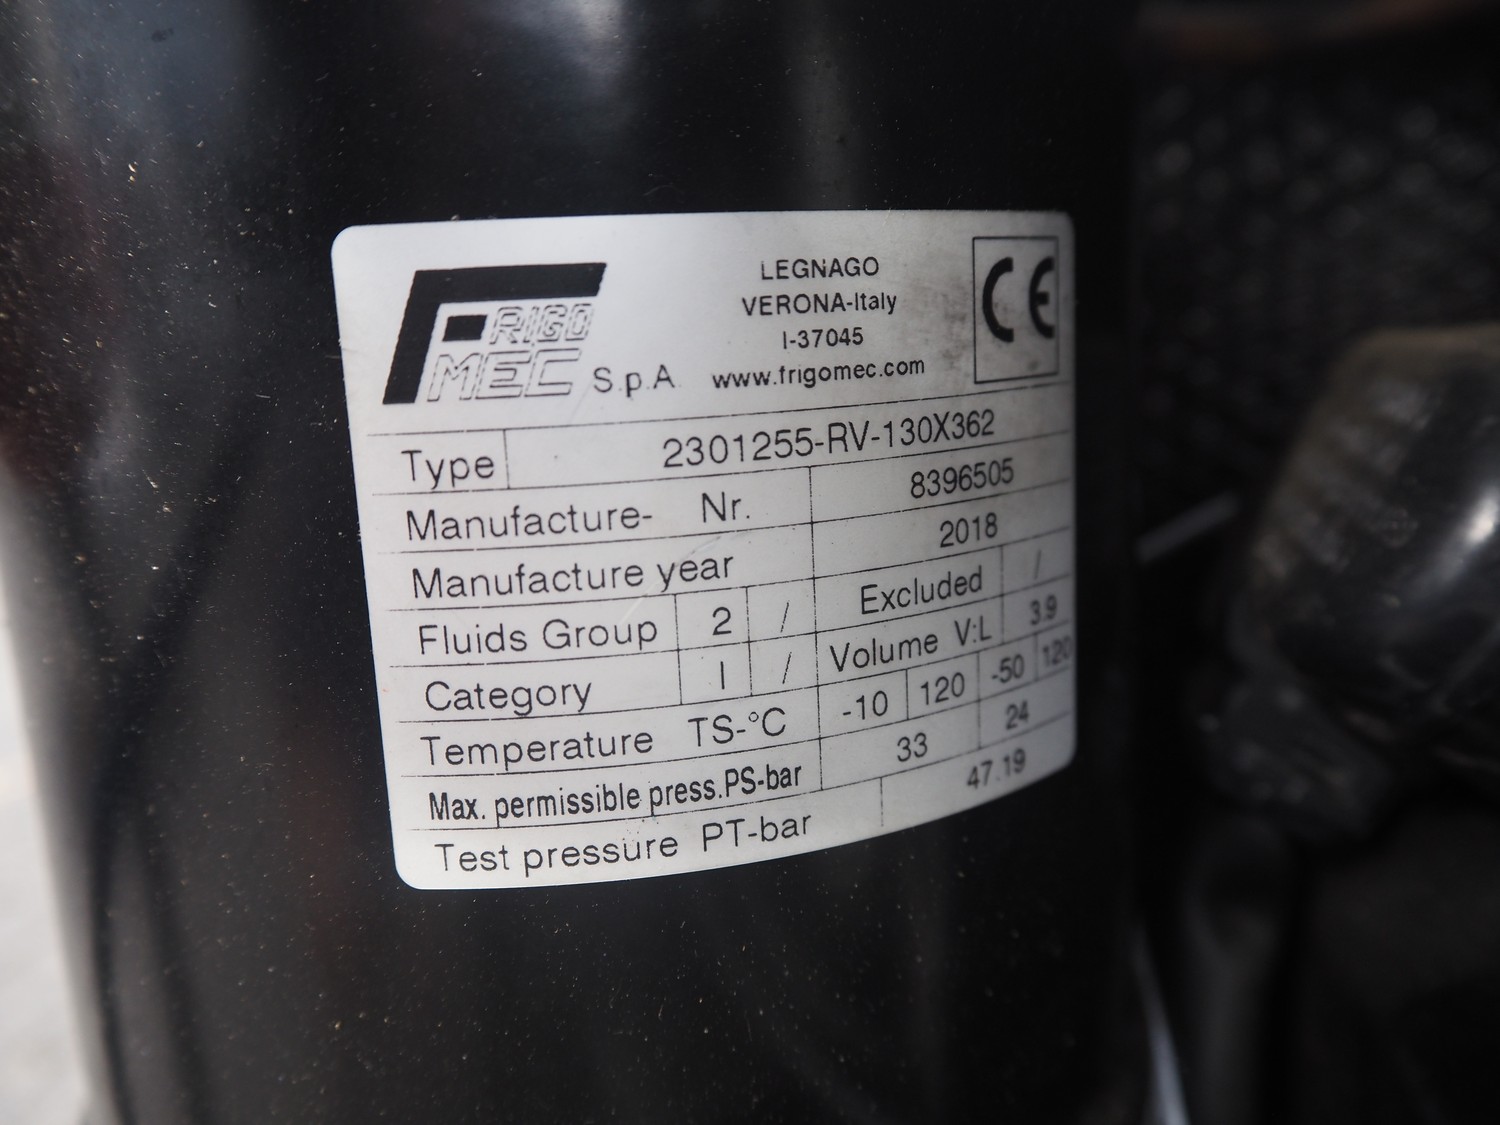 FRIGO
MEC S.p.A.
LEGNAGO
VERONA-Italy
I-37045
www.frigomec.com
CE
Type 2301255-RV-130X362
Manufacture- Nr. 8396505
Manufacture year 2018
Fluids Group 2 / Excluded /
Category I / Volume V:L 3.9
Temperature TS-°C -10 120 -50 120
Max. permissible press.PS-bar 33 24
Test pressure PT-bar 47.19